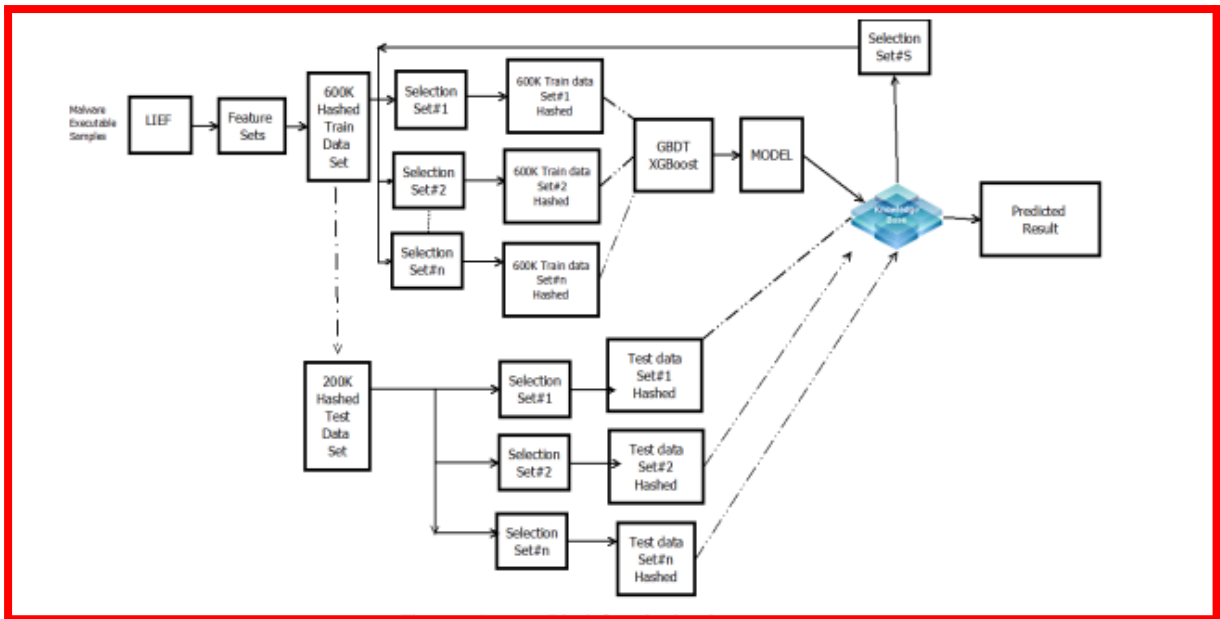 Malware
Executable
Samples
LIEF
Feature
Sets
600K
Hashed
Train
Data
Set
Selection
Set#1
600K Train data
Set#1
Hashed
Selection
Set#2
600K Train data
Set#2
Hashed
Selection
Set#n
600K Train data
Set#n
Hashed
GBDT
XGBoost
MODEL
Selection
Set#S
Knowledge
Base
Predicted
Result
200K
Hashed
Test
Data
Set
Selection
Set#1
Test data
Set#1
Hashed
Selection
Set#2
Test data
Set#2
Hashed
Selection
Set#n
Test data
Set#n
Hashed